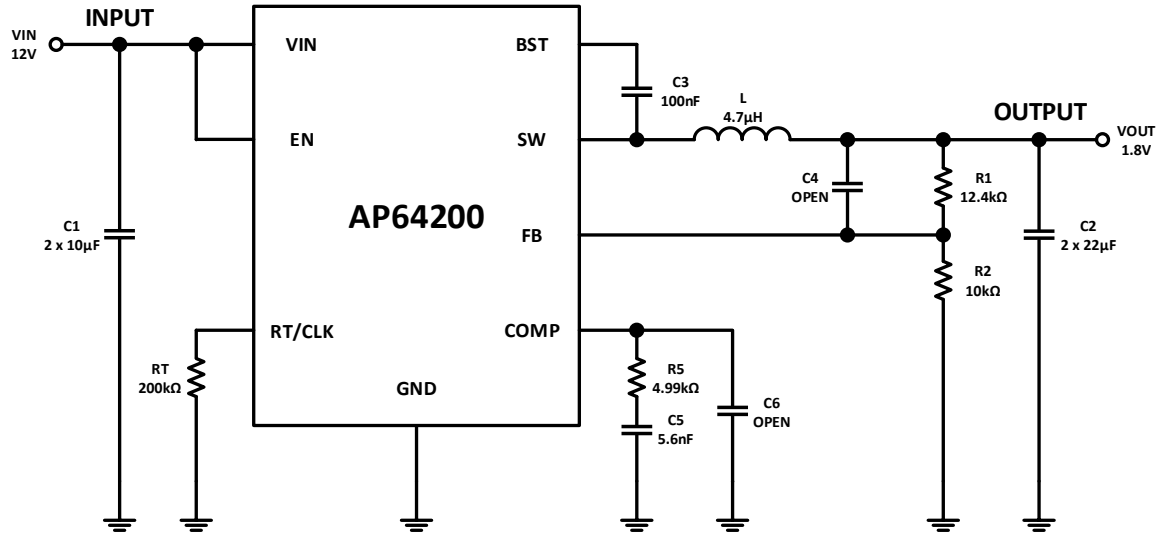 INPUT
VIN
12V
VIN
BST
C3
100nF
L
4.7µH
OUTPUT
VOUT
1.8V
EN
SW
C4
OPEN
R1
12.4kΩ
AP64200
C1
2 x 10µF
FB
C2
2 x 22µF
R2
10kΩ
RT/CLK
COMP
RT
200kΩ
GND
R5
4.99kΩ
C6
OPEN
C5
5.6nF